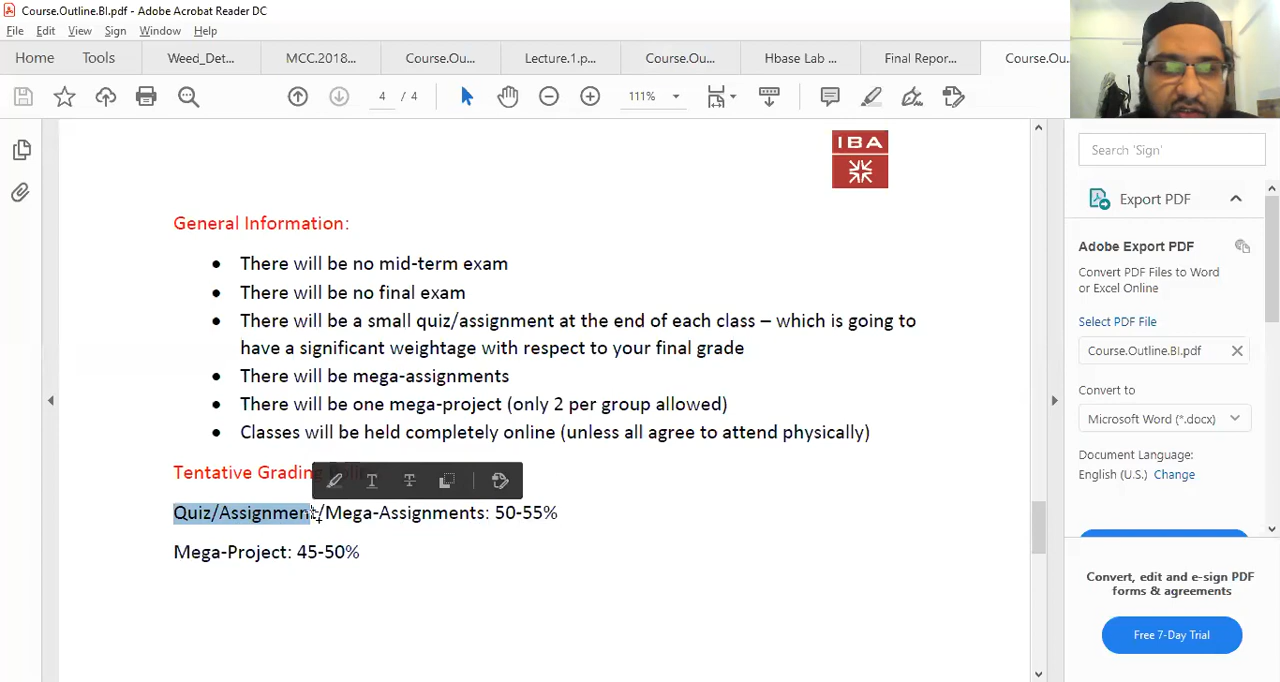 Course.Outline.BI.pdf - Adobe Acrobat Reader DC
File Edit View Sign Window Help
Home Tools Weed_Det... MCC.2018... Course.Ou... Lecture.1.p... Course.Ou... Hbase Lab ... Final Repor... Course.Ou
4 / 4 111%
IBA
Search 'Sign'
Export PDF
Adobe Export PDF
Convert PDF Files to Word
or Excel Online
Select PDF File
Course.Outline.BI.pdf
Convert to
Microsoft Word (*.docx)
Document Language:
English (U.S.) Change
Convert, edit and e-sign PDF
forms & agreements
Free 7-Day Trial
General Information:
• There will be no mid-term exam
• There will be no final exam
• There will be a small quiz/assignment at the end of each class – which is going to
have a significant weightage with respect to your final grade
• There will be mega-assignments
• There will be one mega-project (only 2 per group allowed)
• Classes will be held completely online (unless all agree to attend physically)
Tentative Grading
Quiz/Assignment/Mega-Assignments: 50-55%
Mega-Project: 45-50%